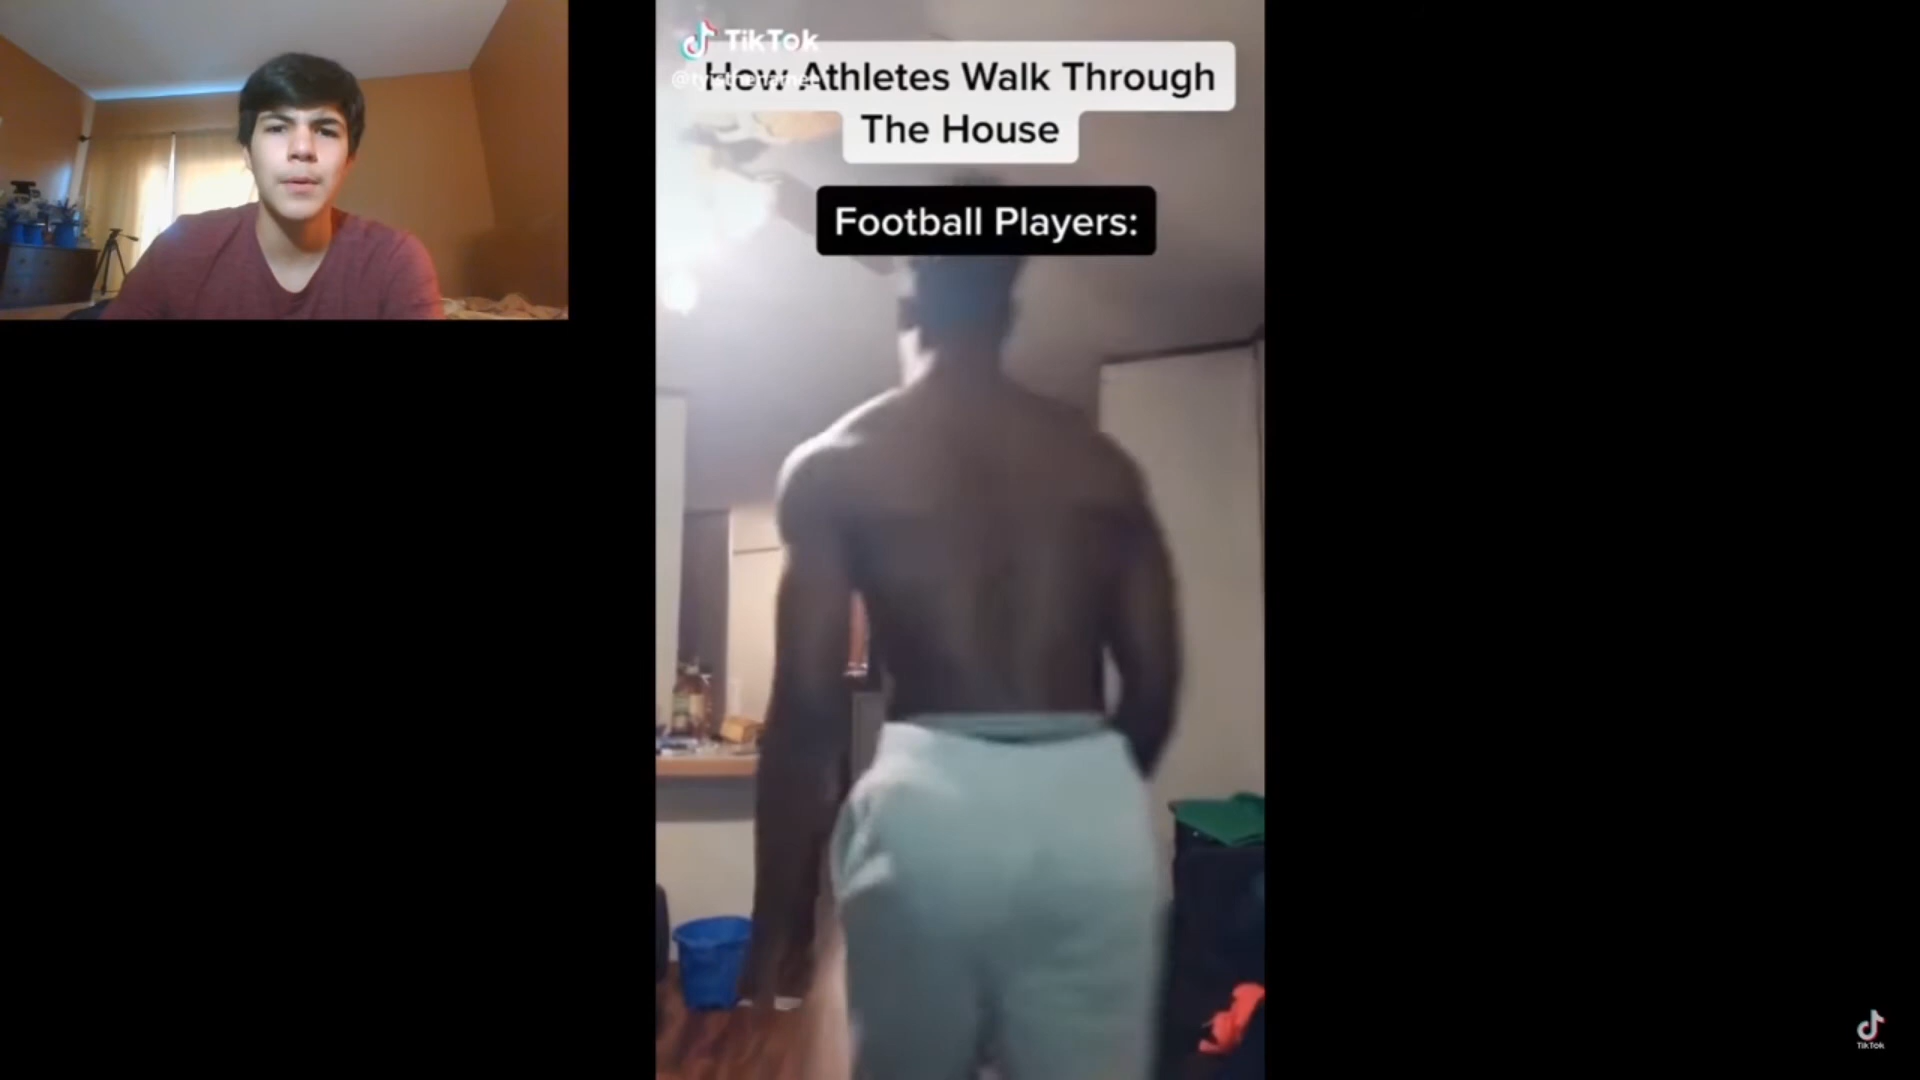 TikTok
How Athletes Walk Through
The House
Football Players:
TikTok